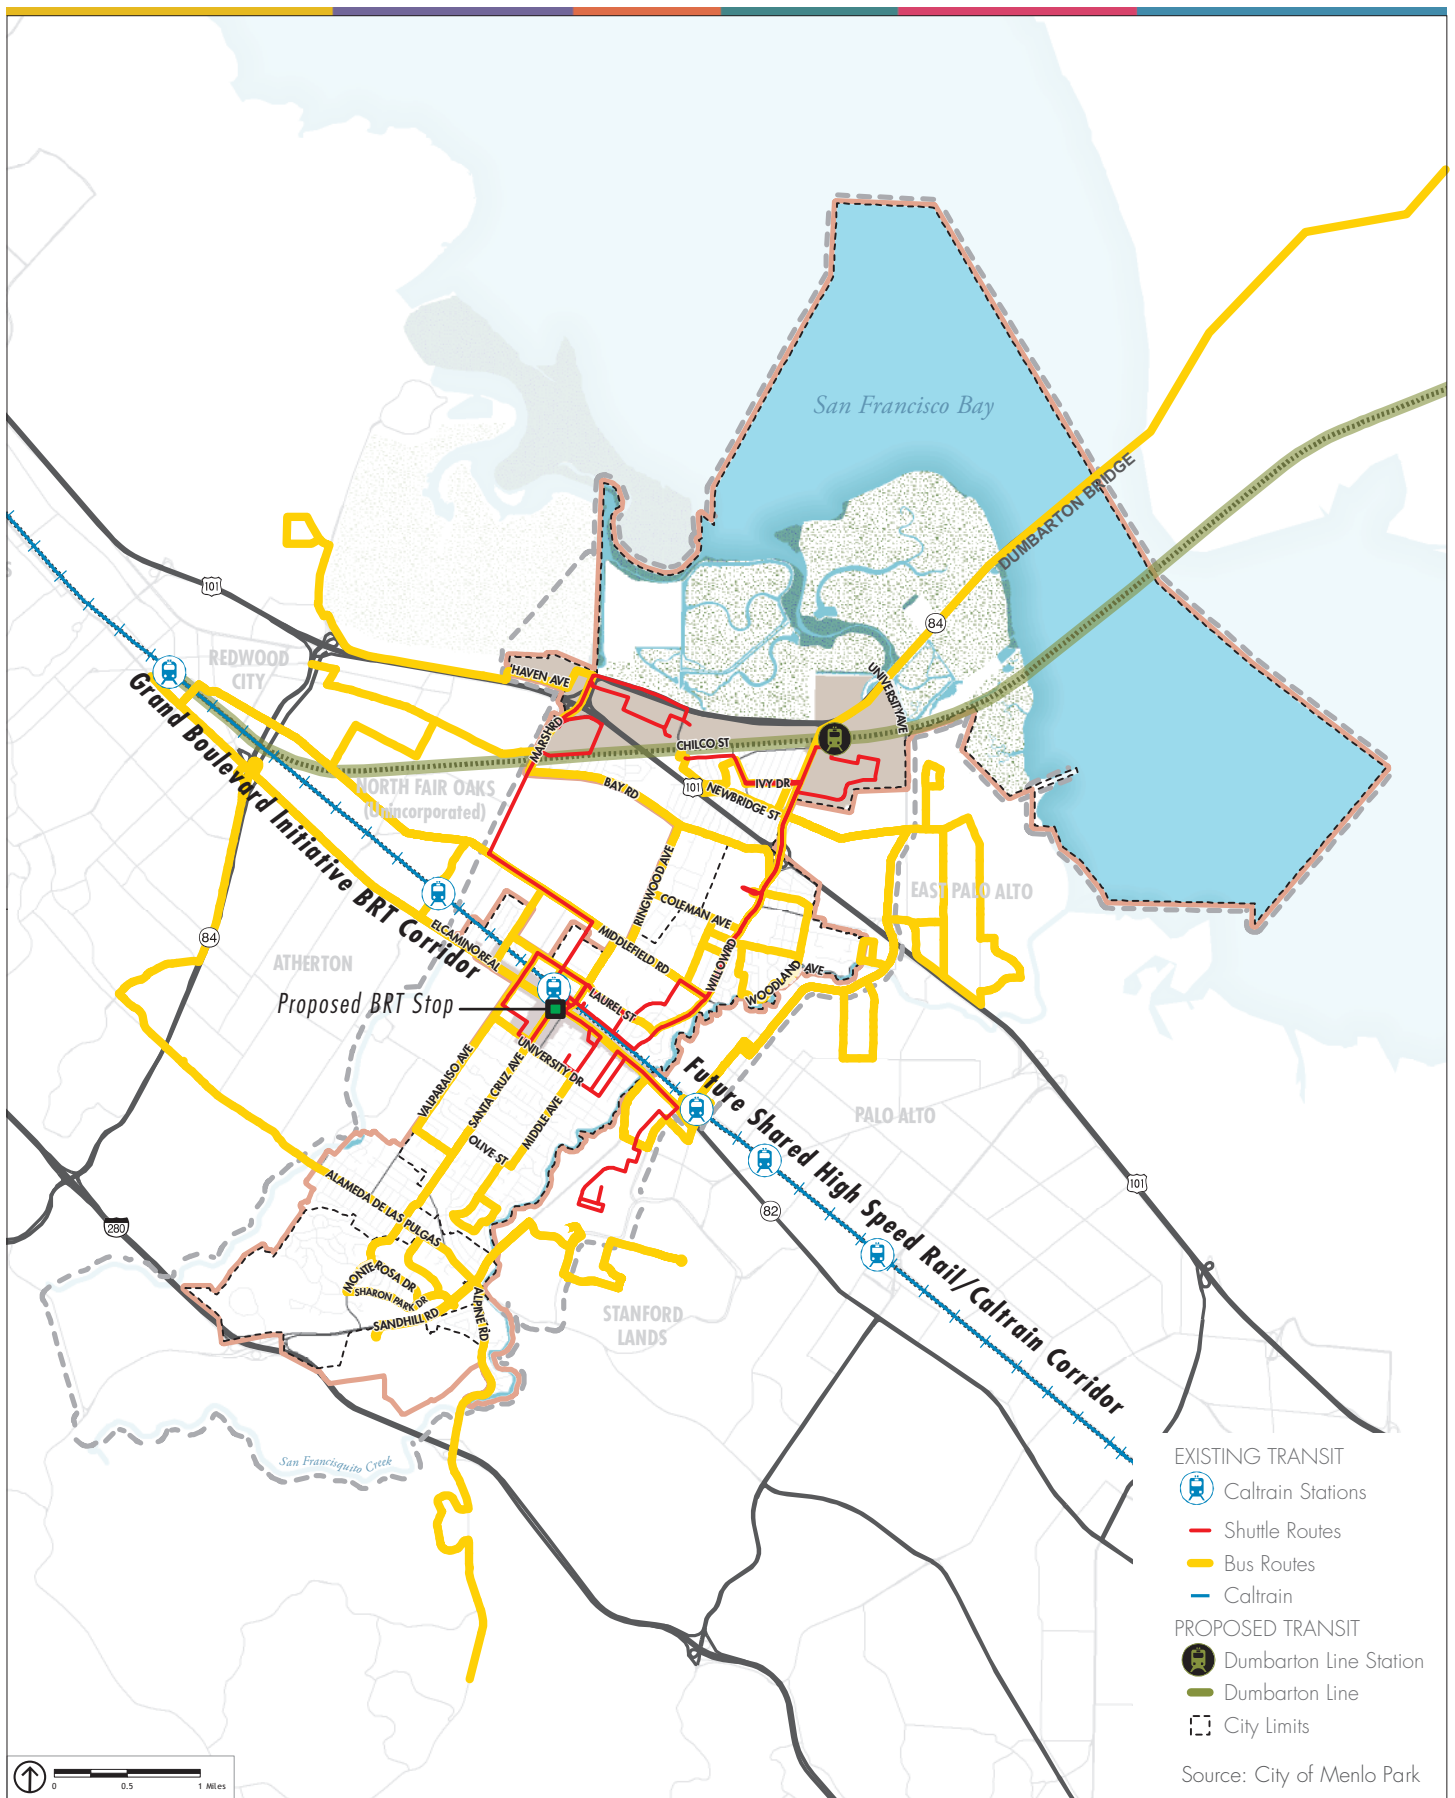 San Francisco Bay
DUMBARTON BRIDGE
101
84
REDWOOD
CITY
HAVEN AVE
UNIVERSITY AVE
MARSH RD
CHILCO ST
Grand Boulevard Initiative BRT Corridor
NORTH FAIR OAKS
(Unincorporated)
BAY RD
101
IVY DR
NEWBRIDGE ST
RINGWOOD AVE
EAST PALO ALTO
COLEMAN AVE
EL CAMINO REAL
MIDDLEFIELD RD
84
ATHERTON
WILLOW RD
WOODLAND AVE
Proposed BRT Stop
LAUREL ST
UNIVERSITY DR
VALPARAISO AVE
SANTA CRUZ AVE
MIDDLE AVE
OLIVE ST
Future Shared High Speed Rail/Caltrain Corridor
PALO ALTO
101
82
280
ALAMEDA DE LAS PULGAS
MONTE ROSA DR
SHARON PARK DR
SANDHILL RD
ALPINE RD
STANFORD
LANDS
San Francisquito Creek
EXISTING TRANSIT
Caltrain Stations
Shuttle Routes
Bus Routes
Caltrain
PROPOSED TRANSIT
Dumbarton Line Station
Dumbarton Line
City Limits
Source: City of Menlo Park
0 0.5 1 Miles